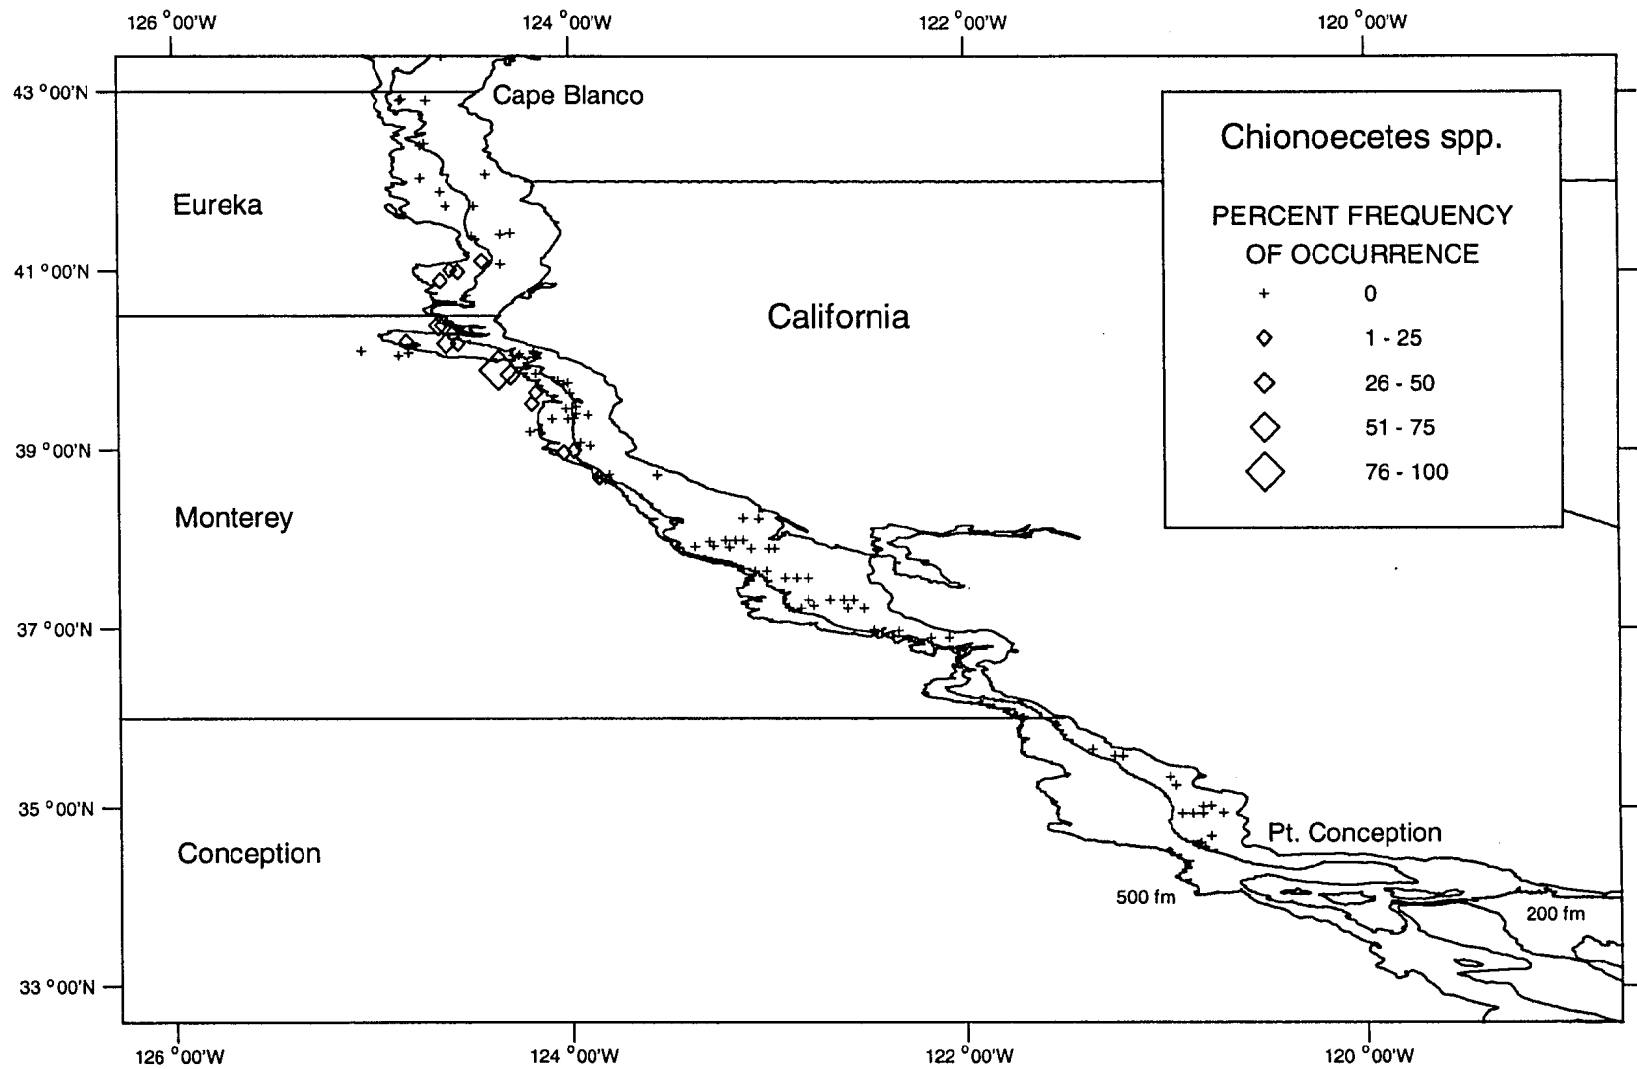 126 °00'W 124 °00'W 122 °00'W 120 °00'W
43 °00'N
Cape Blanco
Chionoecetes spp.
Eureka
PERCENT FREQUENCY
OF OCCURRENCE
41 °00'N
+ 0
California
1 - 25
26 - 50
51 - 75
39 °00'N
76 - 100
Monterey
37 °00'N
35 °00'N
Pt. Conception
Conception
500 fm
200 fm
33 °00'N
126 °00'W 124 °00'W 122 °00'W 120 °00'W